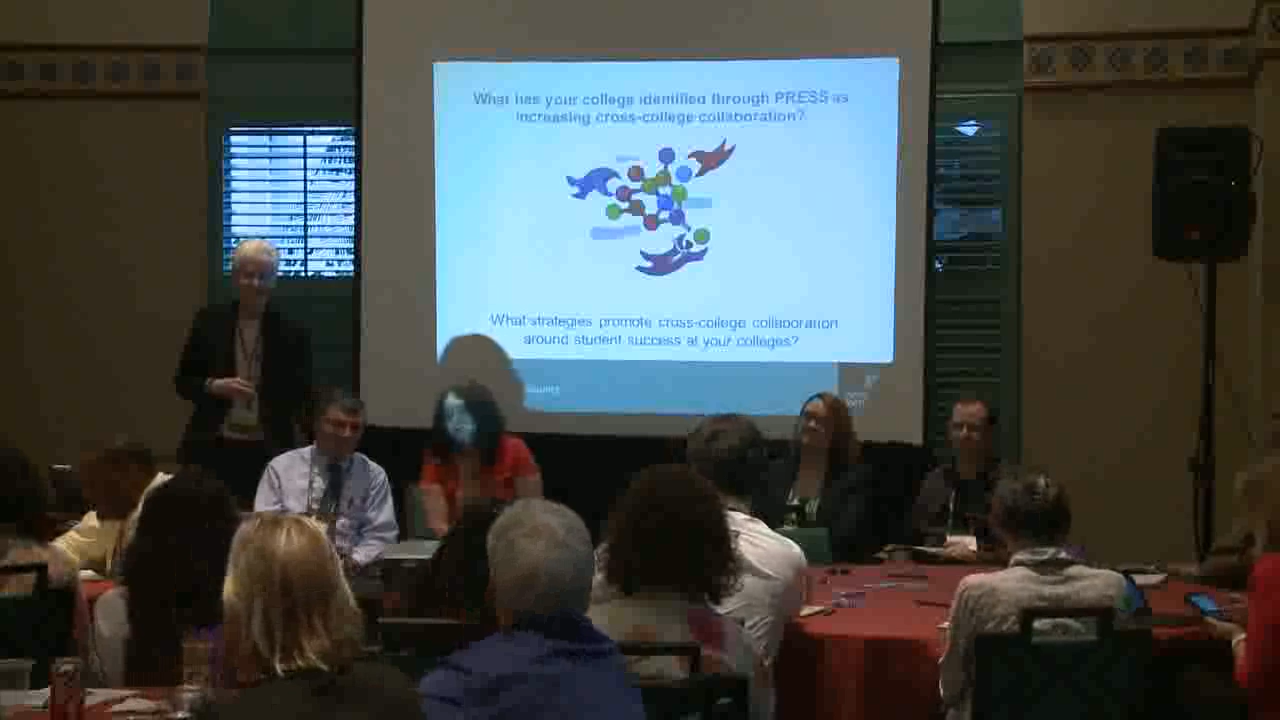 What has your college identified through PRESS as
increasing cross-college collaboration?
What strategies promote cross-college collaboration
around student success at your colleges?